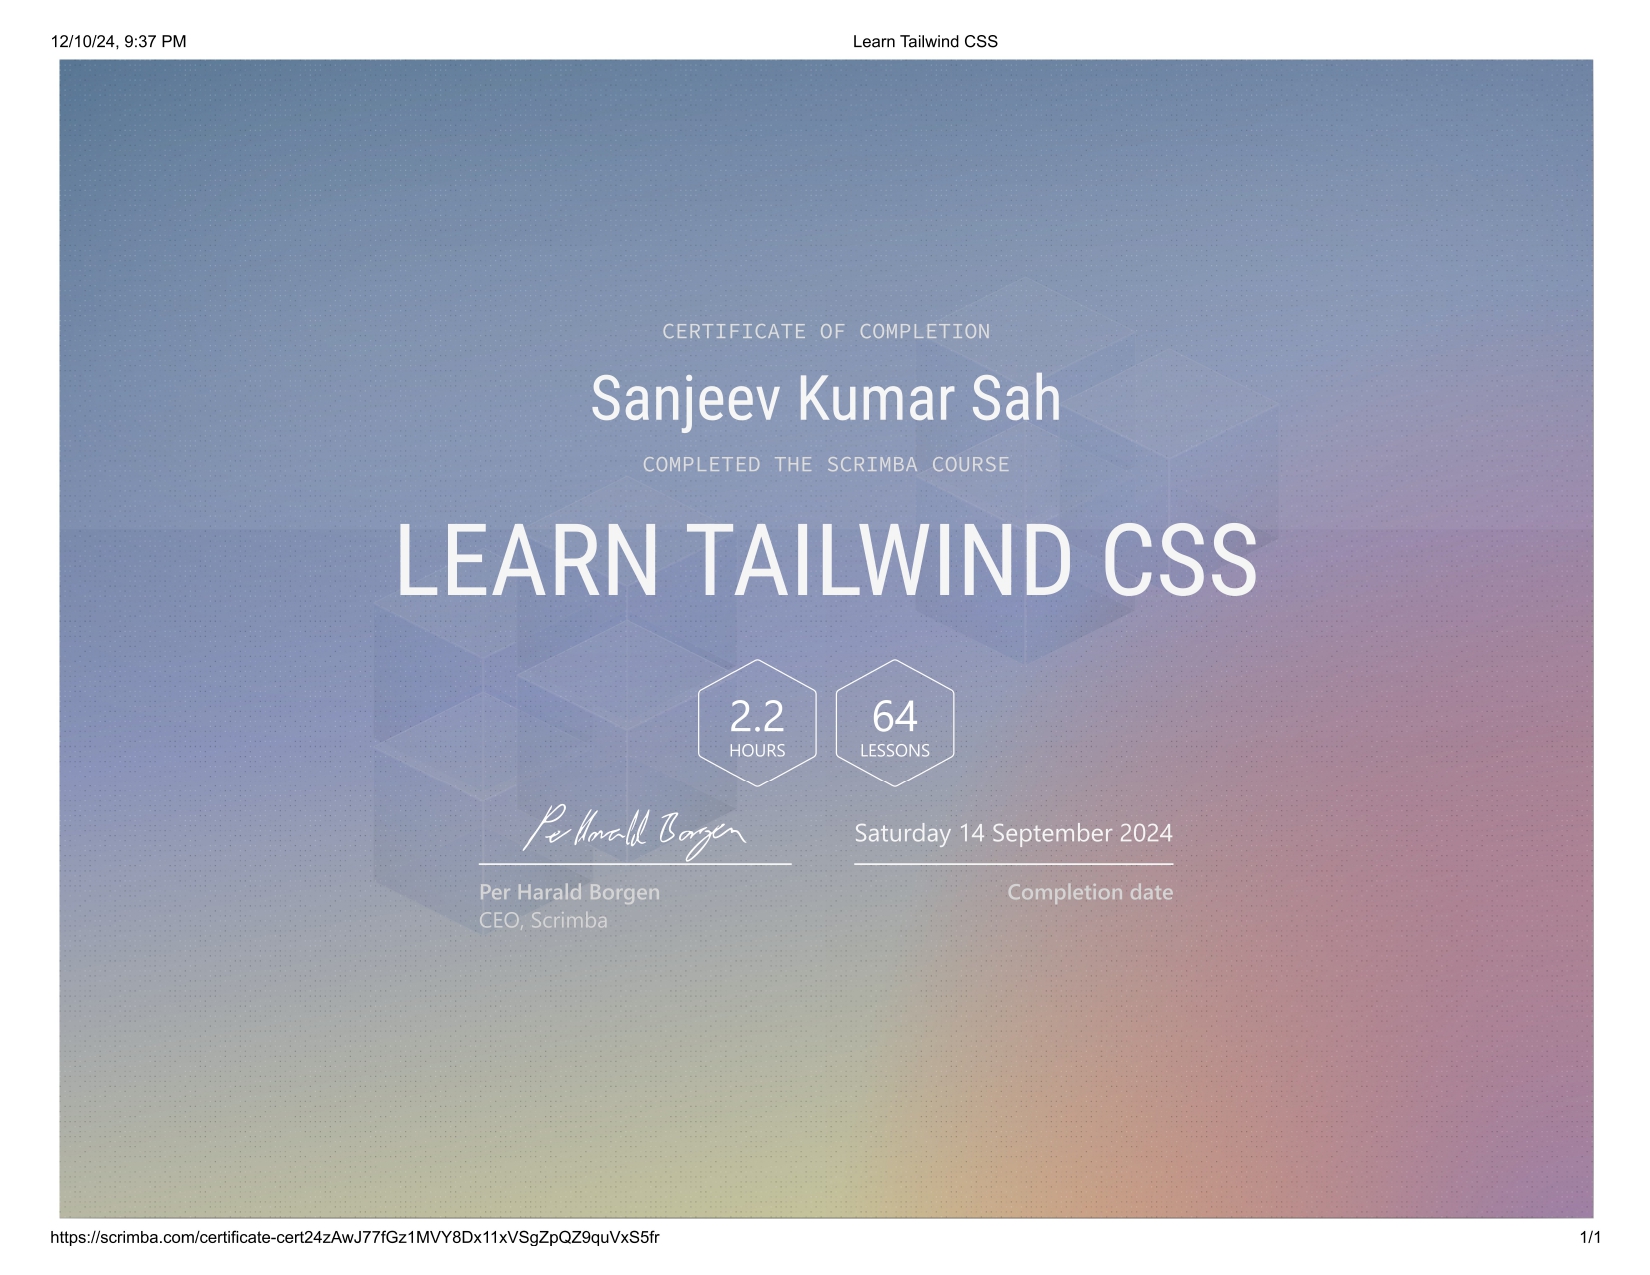 12/10/24, 9:37 PM
Learn Tailwind CSS
CERTIFICATE OF COMPLETION
Sanjeev Kumar Sah
COMPLETED THE SCRIMBA COURSE
LEARN TAILWIND CSS
2.2
HOURS
64
LESSONS
Per Harald Borgen
Saturday 14 September 2024
Per Harald Borgen
Completion date
CEO, Scrimba
https://scrimba.com/certificate-cert24zAwJ77fGz1MVY8Dx11xVSgZpQZ9quVxS5fr
1/1